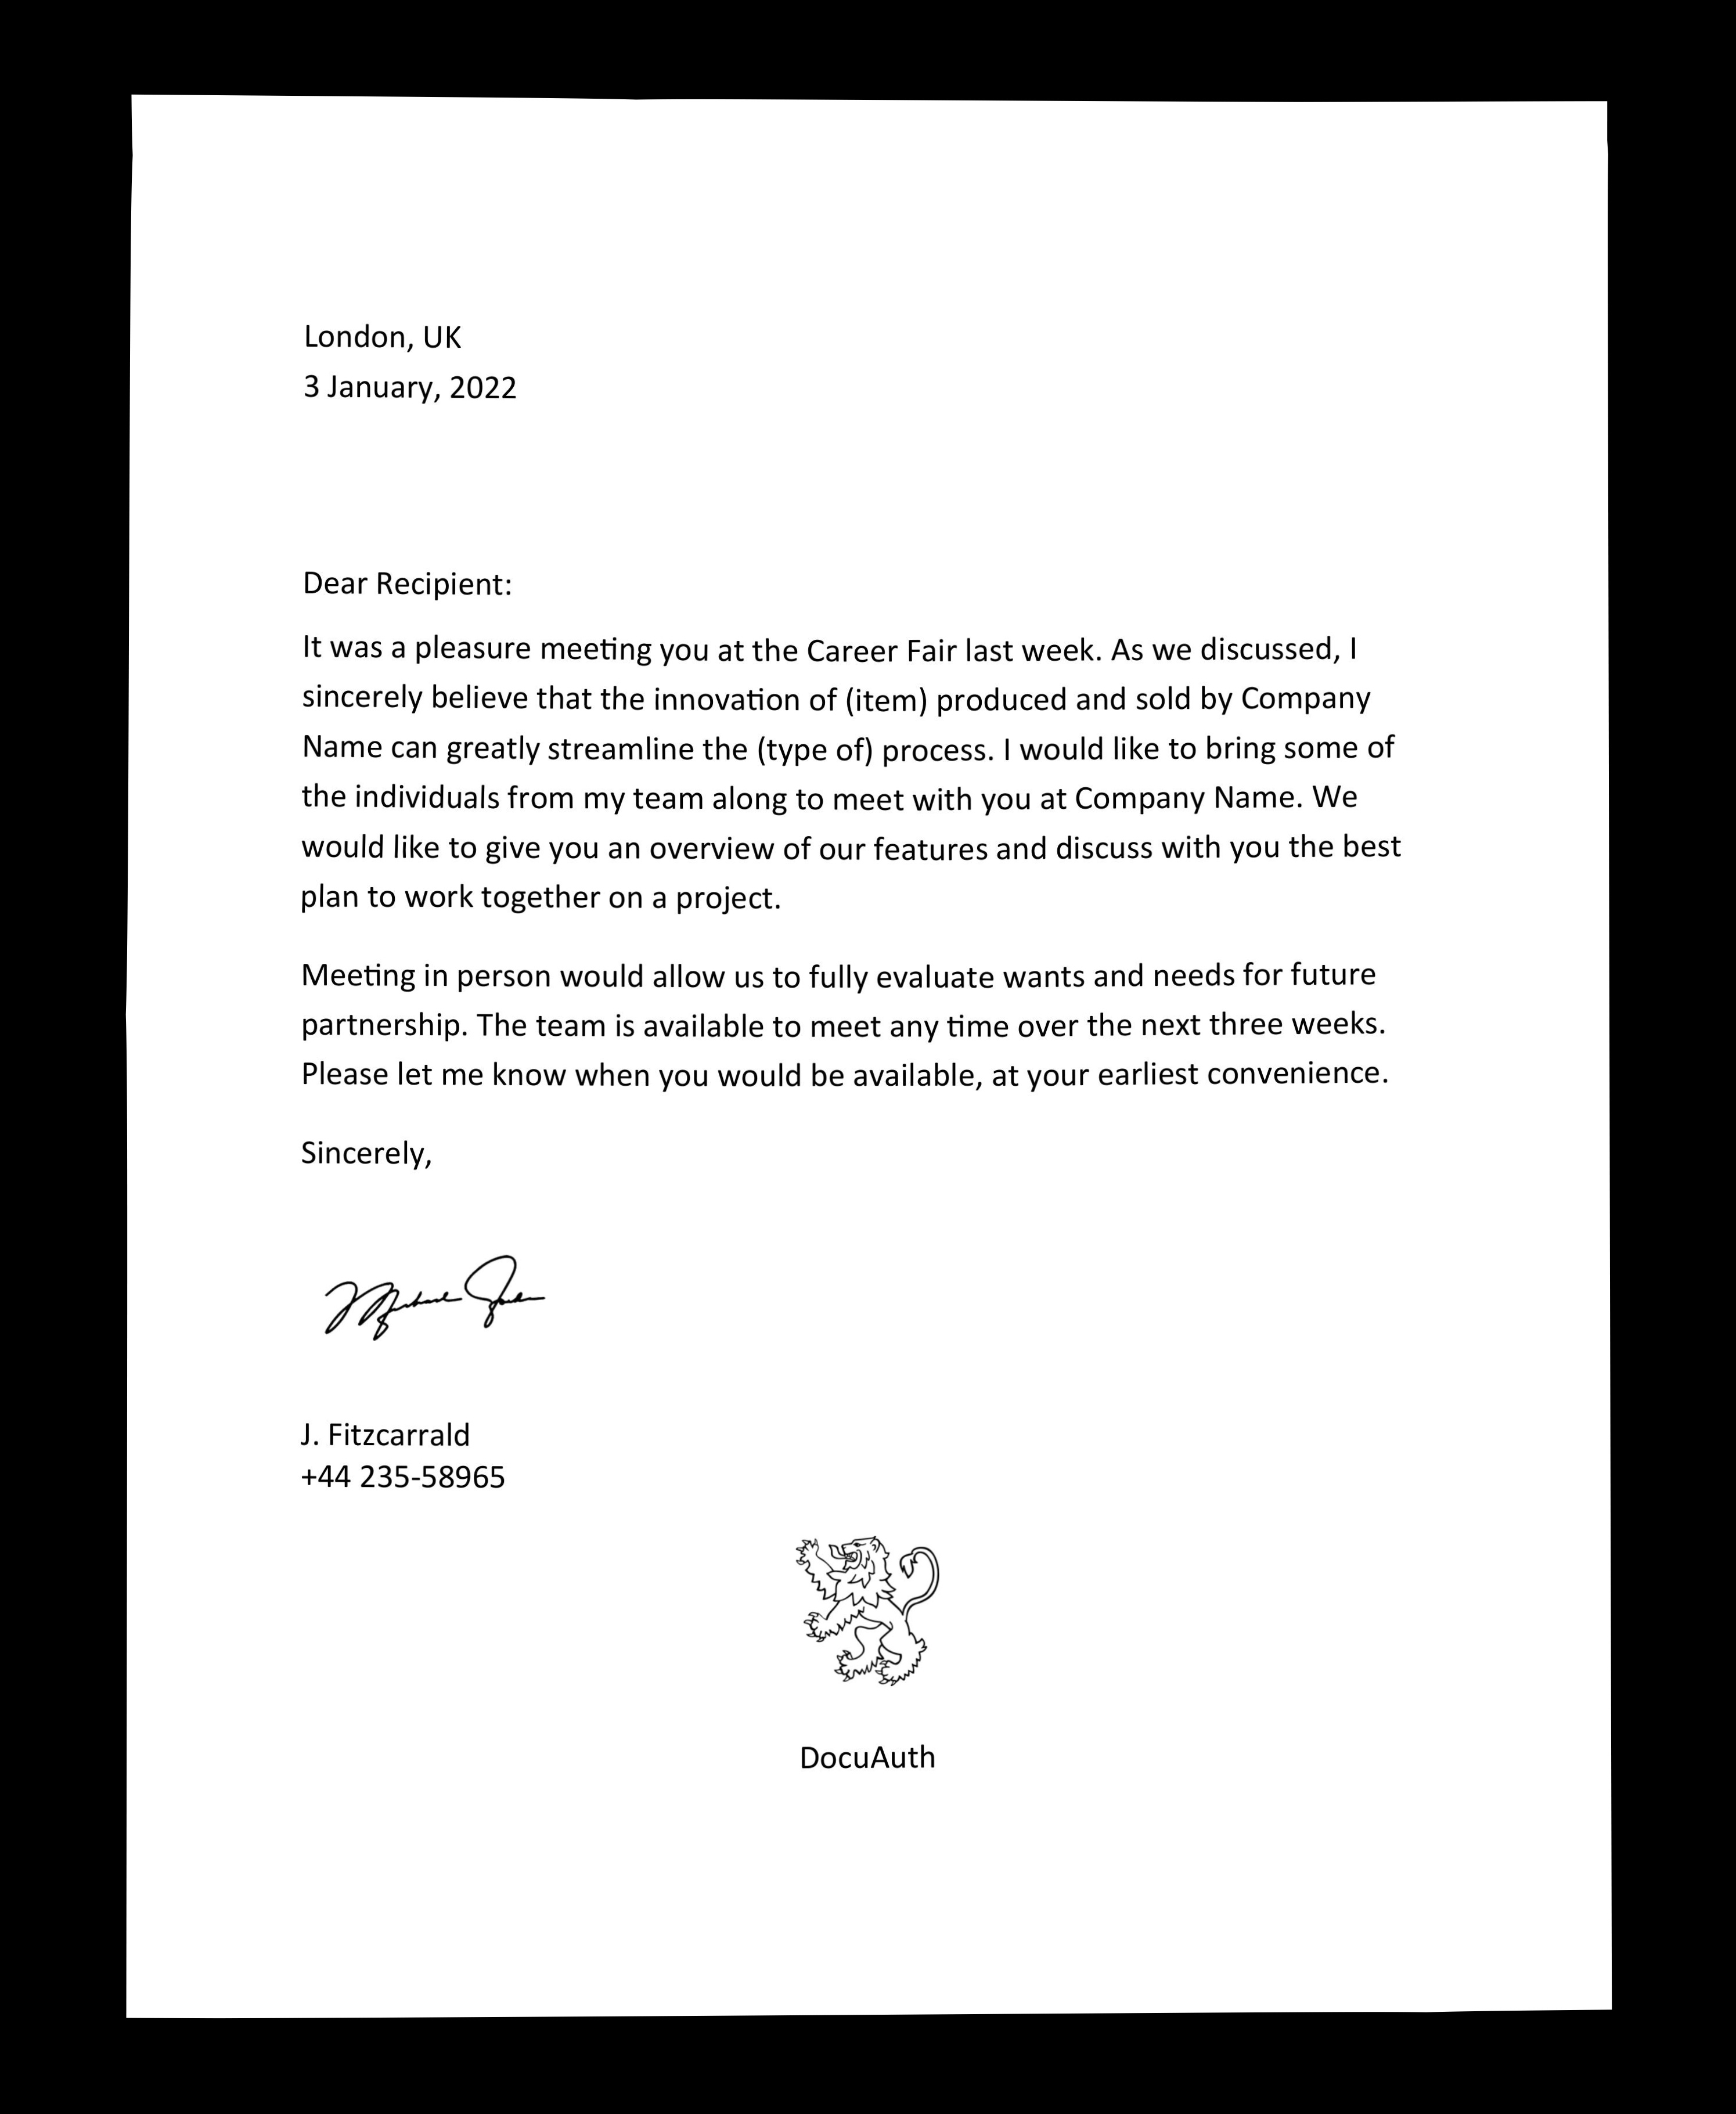 London, UK
3 January, 2022
Dear Recipient:
It was a pleasure meeting you at the Career Fair last week. As we discussed, I
sincerely believe that the innovation of (item) produced and sold by Company
Name can greatly streamline the (type of) process. I would like to bring some of
the individuals from my team along to meet with you at Company Name. We
would like to give you an overview of our features and discuss with you the best
plan to work together on a project.
Meeting in person would allow us to fully evaluate wants and needs for future
partnership. The team is available to meet any time over the next three weeks.
Please let me know when you would be available, at your earliest convenience.
Sincerely,
J. Fitzcarrald
+44 235-58965
DocuAuth